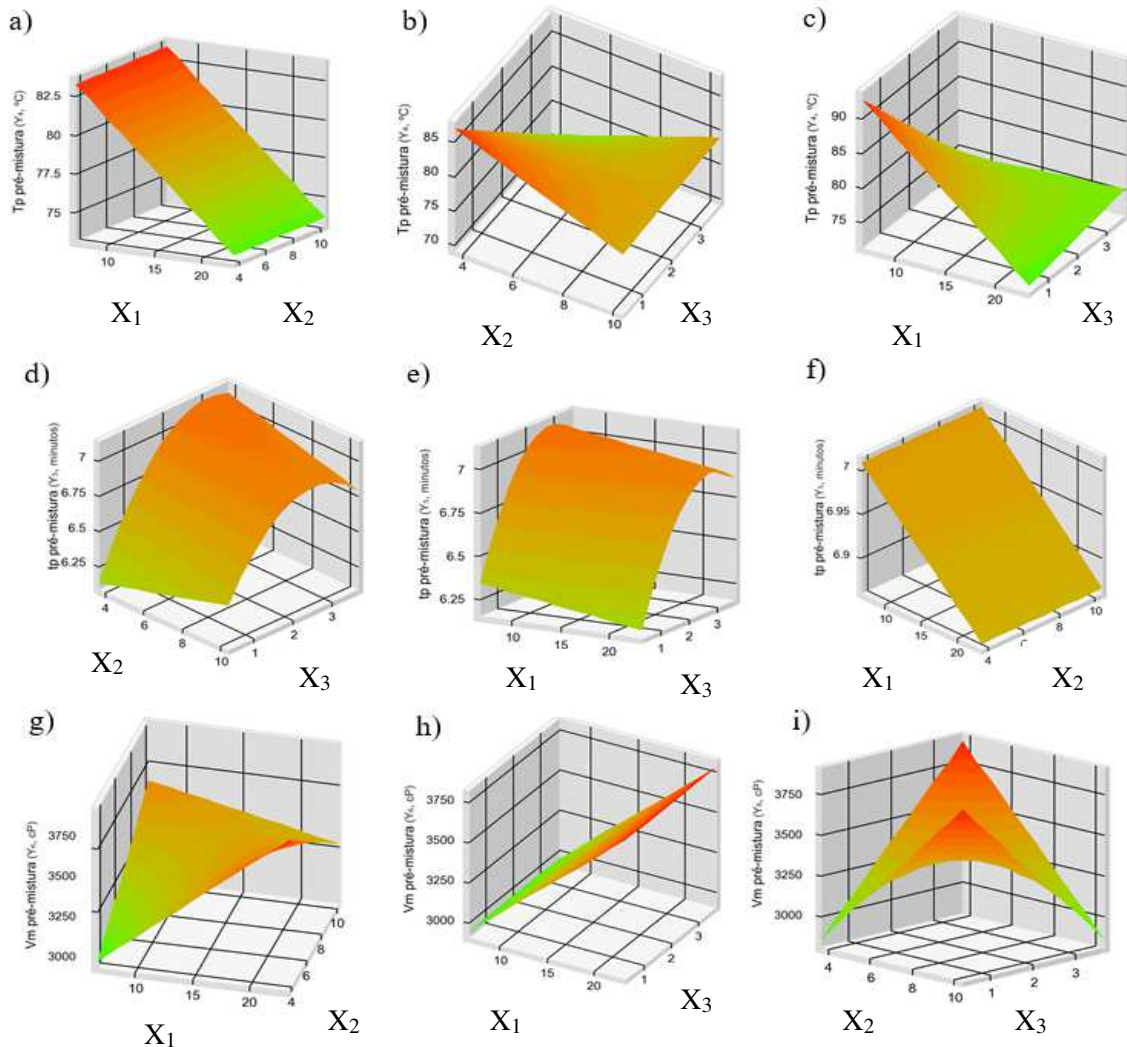 a)
b)
c)
Tp pré-mistura (Y₄, ºC)
82.5
80
77.5
75
10
15
20
4
6
8
10
X₁
X₂
Tp pré-mistura (Y₄, ºC)
85
80
75
70
4
6
8
10
1
2
3
X₂
X₃
Tp pré-mistura (Y₄, ºC)
90
85
80
75
10
15
20
1
2
3
X₁
X₃
d)
e)
f)
tp pré-mistura (Y₅, minutos)
7
6.75
6.5
6.25
4
6
8
10
1
2
3
X₂
X₃
tp pré-mistura (Y₅, minutos)
7
6.75
6.5
6.25
10
15
20
1
2
3
X₁
X₃
tp pré-mistura (Y₅, minutos)
7
6.95
6.9
10
15
20
4
8
10
X₁
X₂
g)
h)
i)
Vm pré-mistura (Y₆, cP)
3750
3500
3250
3000
10
15
20
4
6
8
10
X₁
X₂
Vm pré-mistura (Y₆, cP)
3750
3500
3250
3000
10
15
20
1
2
3
X₁
X₃
Vm pré-mistura (Y₆, cP)
3750
3500
3250
3000
4
6
8
10
1
2
3
X₂
X₃